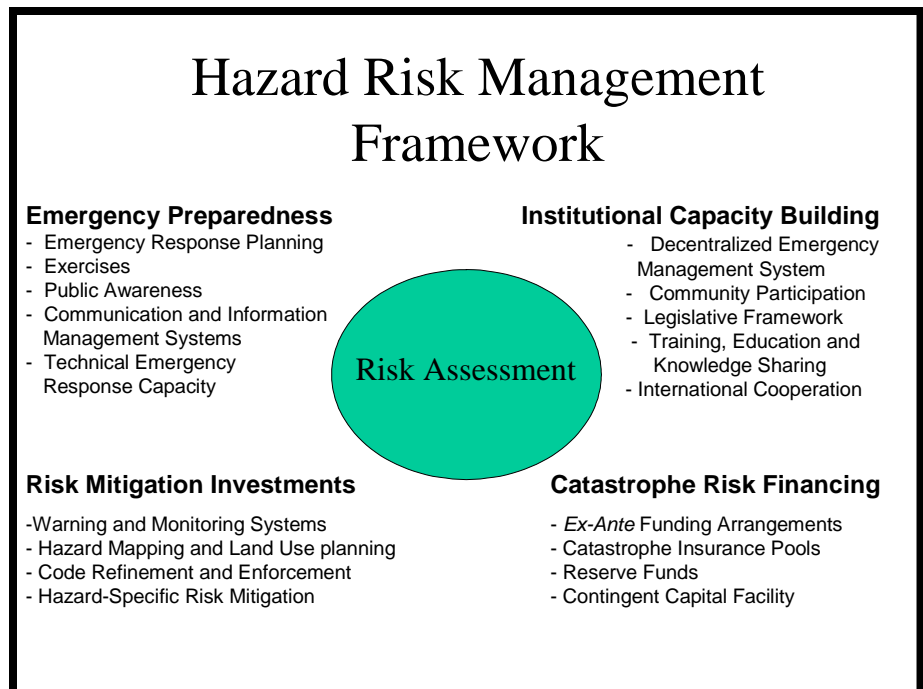 Hazard Risk Management
Framework
Emergency Preparedness
- Emergency Response Planning
- Exercises
- Public Awareness
- Communication and Information
Management Systems
- Technical Emergency
Response Capacity
Institutional Capacity Building
- Decentralized Emergency
Management System
- Community Participation
- Legislative Framework
- Training, Education and
Knowledge Sharing
- International Cooperation
Risk Assessment
Risk Mitigation Investments
-Warning and Monitoring Systems
- Hazard Mapping and Land Use planning
- Code Refinement and Enforcement
- Hazard-Specific Risk Mitigation
Catastrophe Risk Financing
- Ex-Ante Funding Arrangements
- Catastrophe Insurance Pools
- Reserve Funds
- Contingent Capital Facility